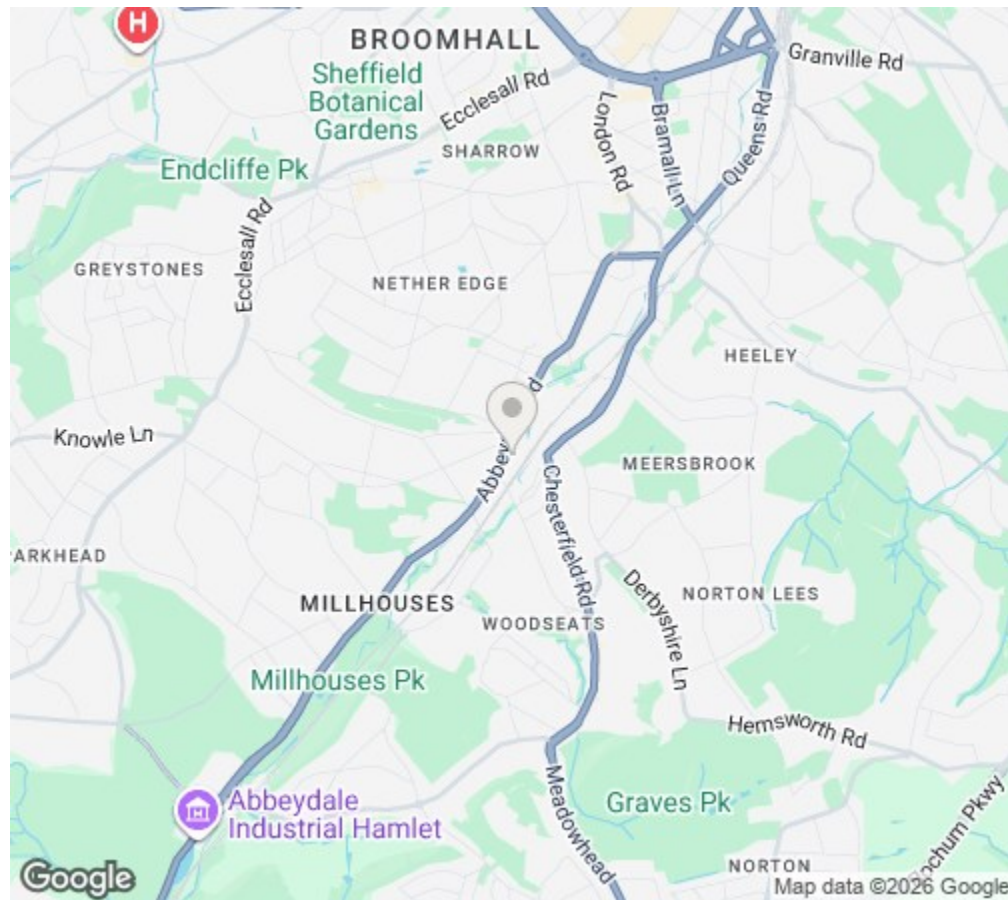 H
BROOMHALL
Granville Rd
Sheffield
Botanical
Gardens
Ecclesall Rd
London Rd
Bramall Ln
Queens Rd
SHARROW
Endcliffe Pk
Ecclesall Rd
GREYSTONES
NETHER EDGE
HEELEY
Knowle Ln
MEERSBROOK
Chesterfield Rd
Derbyshire Ln
NORTON LEES
MILLHOUSES
WOODSEATS
Millhouses Pk
Hemsworth Rd
Abbeydale
Industrial Hamlet
Meadowhead
Graves Pk
NORTON
Google
Map data ©2026 Google